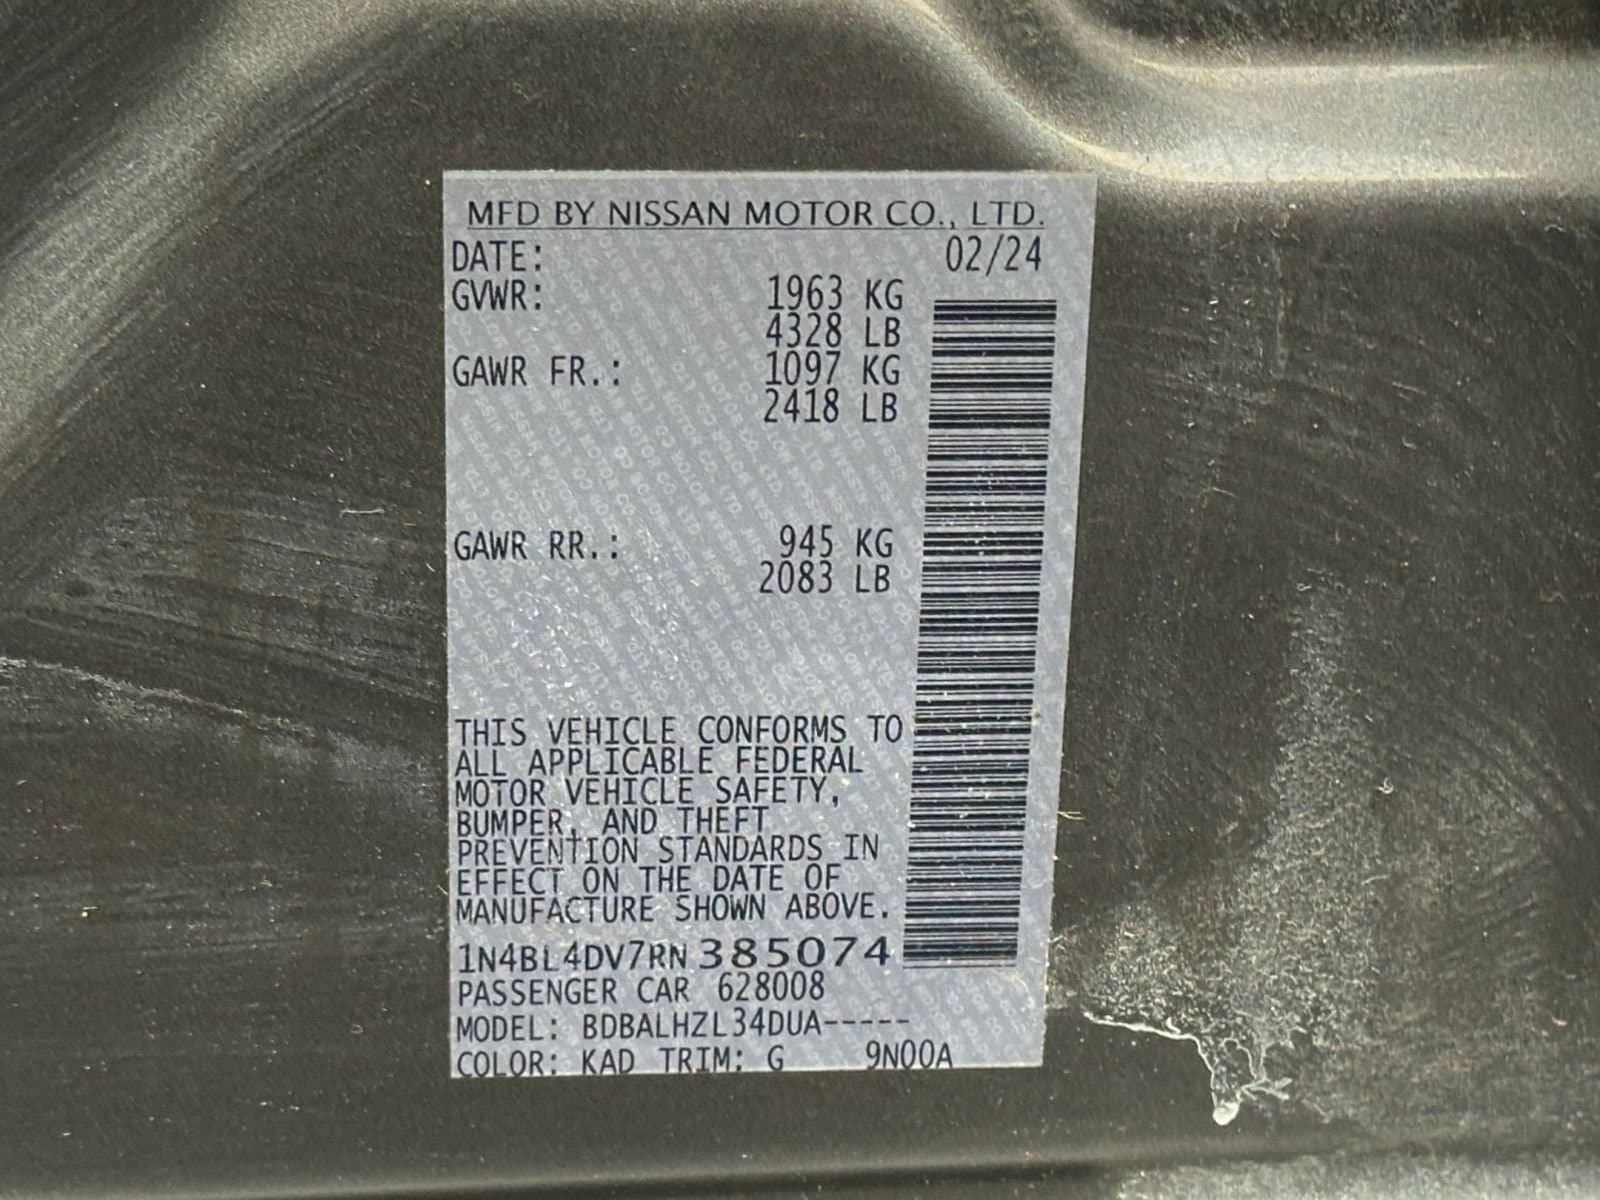 MFD BY NISSAN MOTOR CO., LTD.
DATE: 02/24
GVWR: 1963 KG
4328 LB
GAWR FR.: 1097 KG
2418 LB
GAWR RR.: 945 KG
2083 LB
THIS VEHICLE CONFORMS TO
ALL APPLICABLE FEDERAL
MOTOR VEHICLE SAFETY,
BUMPER, AND THEFT
PREVENTION STANDARDS IN
EFFECT ON THE DATE OF
MANUFACTURE SHOWN ABOVE.
1N4BL4DV7RN385074
PASSENGER CAR 628008
MODEL: BDBALHZL34DUA-----
COLOR: KAD TRIM: G 9N00A